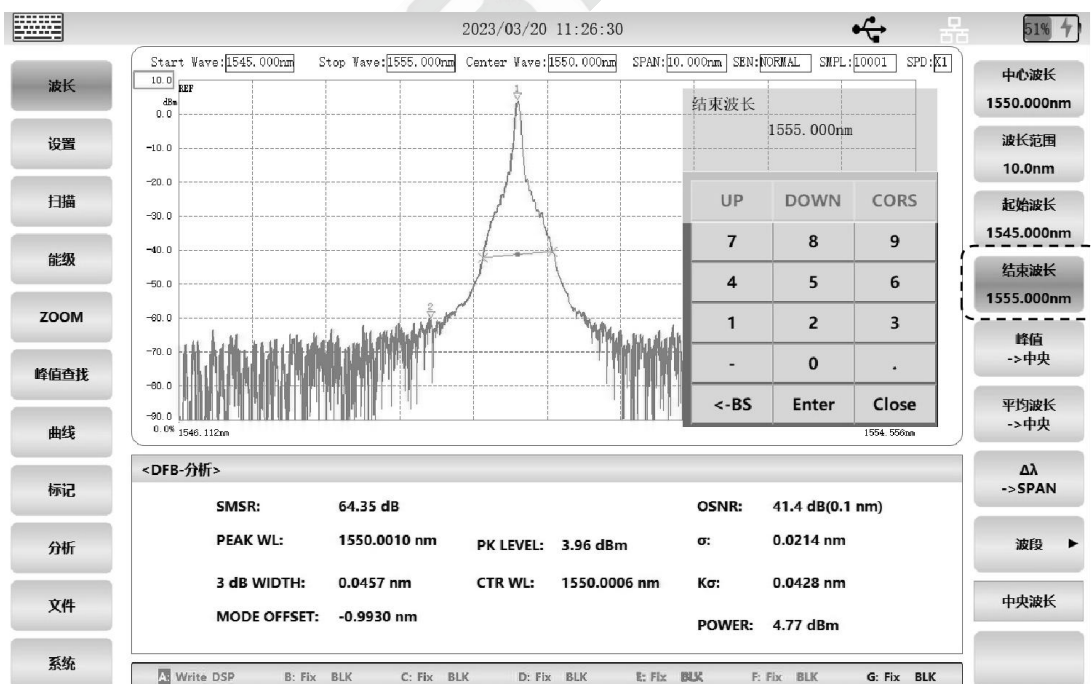 2023/03/20 11:26:30
51%
波长
设置
扫描
能级
ZOOM
峰值查找
曲线
标记
分析
文件
系统
Start Wave:1545.000nm Stop Wave:1555.000nm Center Wave:1550.000nm SPAN:10.000nm SEN:NORMAL SMPL:10001 SPD:X1
10.0 REF
dBm
0.0
-10.0
-20.0
-30.0
-40.0
-50.0
-60.0
-70.0
-80.0
-90.0
0.0% 1546.112nm
1554.556nm
1
2
结束波长
1555.000nm
UP DOWN CORS
7 8 9
4 5 6
1 2 3
- 0 .
<-BS Enter Close
<DFB-分析>
SMSR: 64.35 dB OSNR: 41.4 dB(0.1 nm)
PEAK WL: 1550.0010 nm PK LEVEL: 3.96 dBm σ: 0.0214 nm
3 dB WIDTH: 0.0457 nm CTR WL: 1550.0006 nm Kσ: 0.0428 nm
MODE OFFSET: -0.9930 nm POWER: 4.77 dBm
A: Write DSP B: Fix BLK C: Fix BLK D: Fix BLK E: Fix BLK F: Fix BLK G: Fix BLK
中心波长
1550.000nm
波长范围
10.0nm
起始波长
1545.000nm
结束波长
1555.000nm
峰值
->中央
平均波长
->中央
Δλ
->SPAN
波段
中央波长